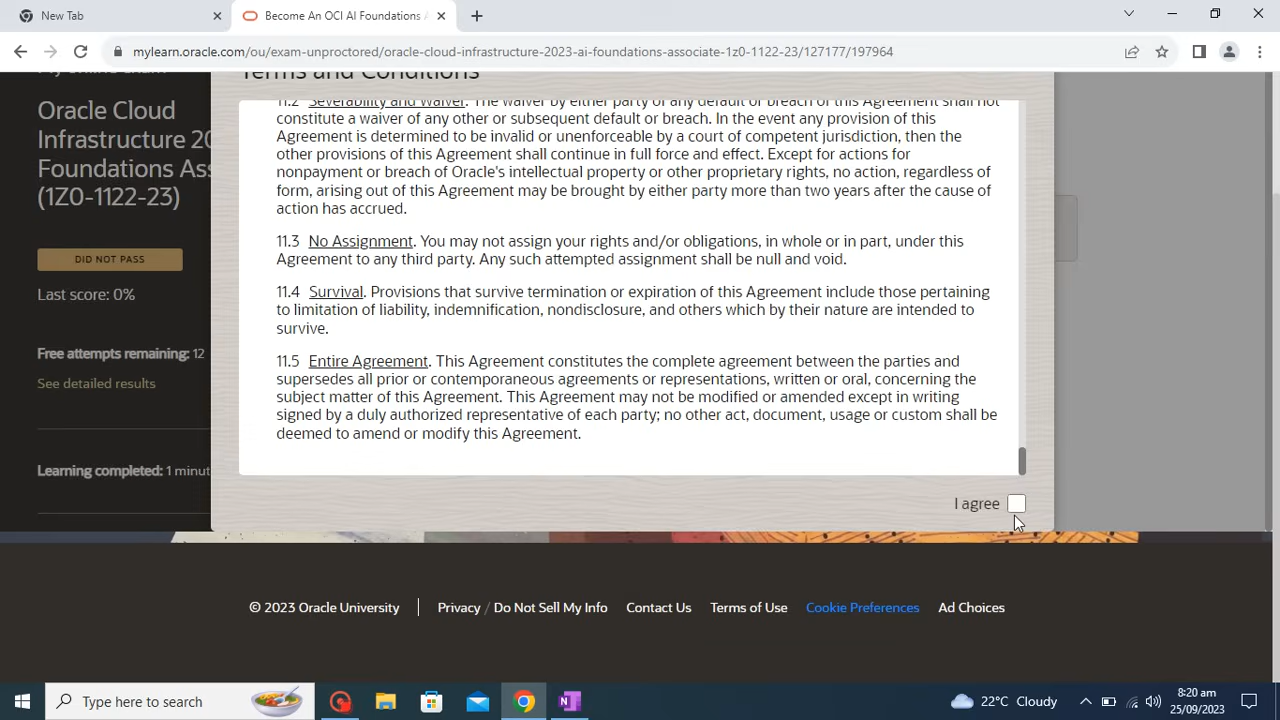 New Tab
Become An OCI AI Foundations A
mylearn.oracle.com/ou/exam-unproctored/oracle-cloud-infrastructure-2023-ai-foundations-associate-1z0-1122-23/127177/197964
Terms and Conditions
Oracle Cloud
Infrastructure 20
Foundations Ass
(1Z0-1122-23)
DID NOT PASS
Last score: 0%
Free attempts remaining: 12
See detailed results
Learning completed: 1 minut
11.2 Severability and Waiver. The waiver by either party of any default or breach of this Agreement shall not
constitute a waiver of any other or subsequent default or breach. In the event any provision of this
Agreement is determined to be invalid or unenforceable by a court of competent jurisdiction, then the
other provisions of this Agreement shall continue in full force and effect. Except for actions for
nonpayment or breach of Oracle's intellectual property or other proprietary rights, no action, regardless of
form, arising out of this Agreement may be brought by either party more than two years after the cause of
action has accrued.
11.3 No Assignment. You may not assign your rights and/or obligations, in whole or in part, under this
Agreement to any third party. Any such attempted assignment shall be null and void.
11.4 Survival. Provisions that survive termination or expiration of this Agreement include those pertaining
to limitation of liability, indemnification, nondisclosure, and others which by their nature are intended to
survive.
11.5 Entire Agreement. This Agreement constitutes the complete agreement between the parties and
supersedes all prior or contemporaneous agreements or representations, written or oral, concerning the
subject matter of this Agreement. This Agreement may not be modified or amended except in writing
signed by a duly authorized representative of each party; no other act, document, usage or custom shall be
deemed to amend or modify this Agreement.
I agree
© 2023 Oracle University
Privacy / Do Not Sell My Info
Contact Us
Terms of Use
Cookie Preferences
Ad Choices
Type here to search
22°C Cloudy
8:20 am
25/09/2023